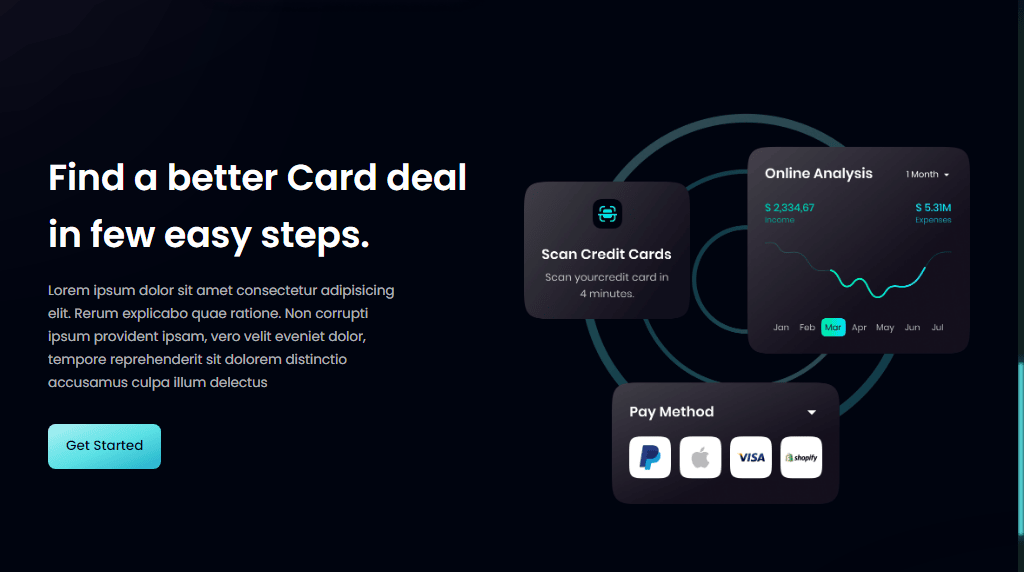 Find a better Card deal
in few easy steps.
Lorem ipsum dolor sit amet consectetur adipisicing
elit. Rerum explicabo quae ratione. Non corrupti
ipsum provident ipsam, vero velit eveniet dolor,
tempore reprehenderit sit dolorem distinctio
accusamus culpa illum delectus
Get Started
Scan Credit Cards
Scan yourcredit card in
4 minutes.
Online Analysis
1 Month
$ 2,334,67
$ 5.31M
Income
Expenses
Jan Feb Mar Apr May Jun Jul
Pay Method
VISA
shopify